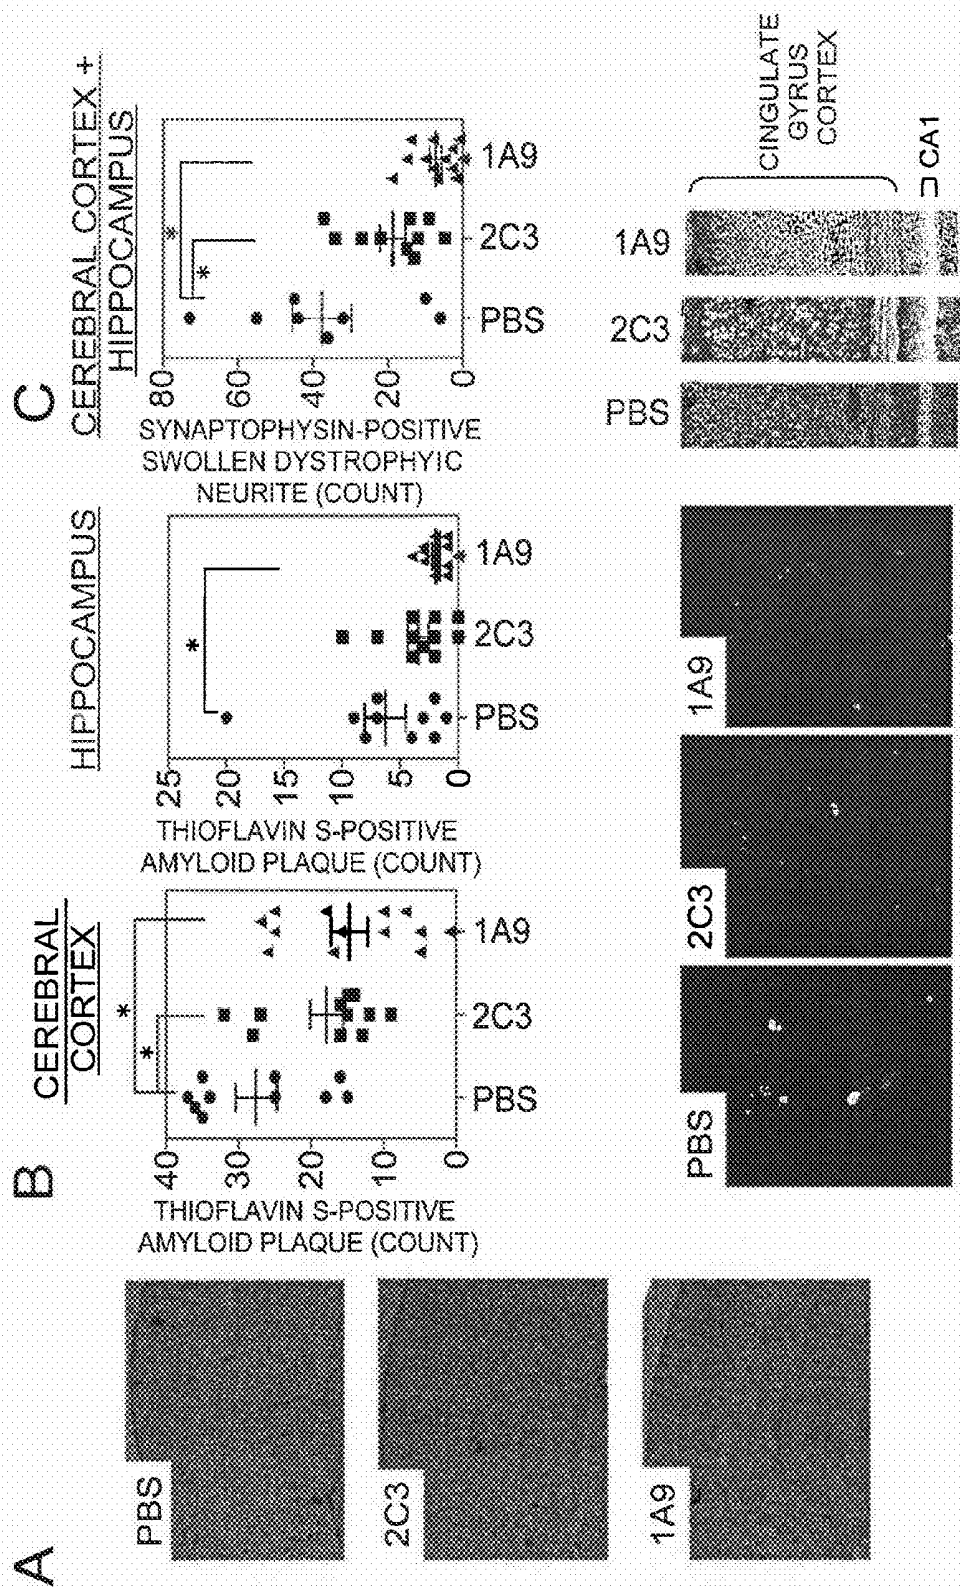 A
PBS
2C3
1A9
B
CEREBRAL
CORTEX
THIOFLAVIN S-POSITIVE
AMYLOID PLAQUE (COUNT)
40
30
20
10
0
*
*
PBS
2C3
1A9
HIPPOCAMPUS
THIOFLAVIN S-POSITIVE
AMYLOID PLAQUE (COUNT)
25
20
15
10
5
0
*
PBS
2C3
1A9
PBS
2C3
1A9
C
CEREBRAL CORTEX +
HIPPOCAMPUS
SYNAPTOPHYSIN-POSITIVE
SWOLLEN DYSTROPHYIC
NEURITE (COUNT)
80
60
40
20
0
*
*
PBS
2C3
1A9
PBS
2C3
1A9
CINGULATE
GYRUS
CORTEX
CA1